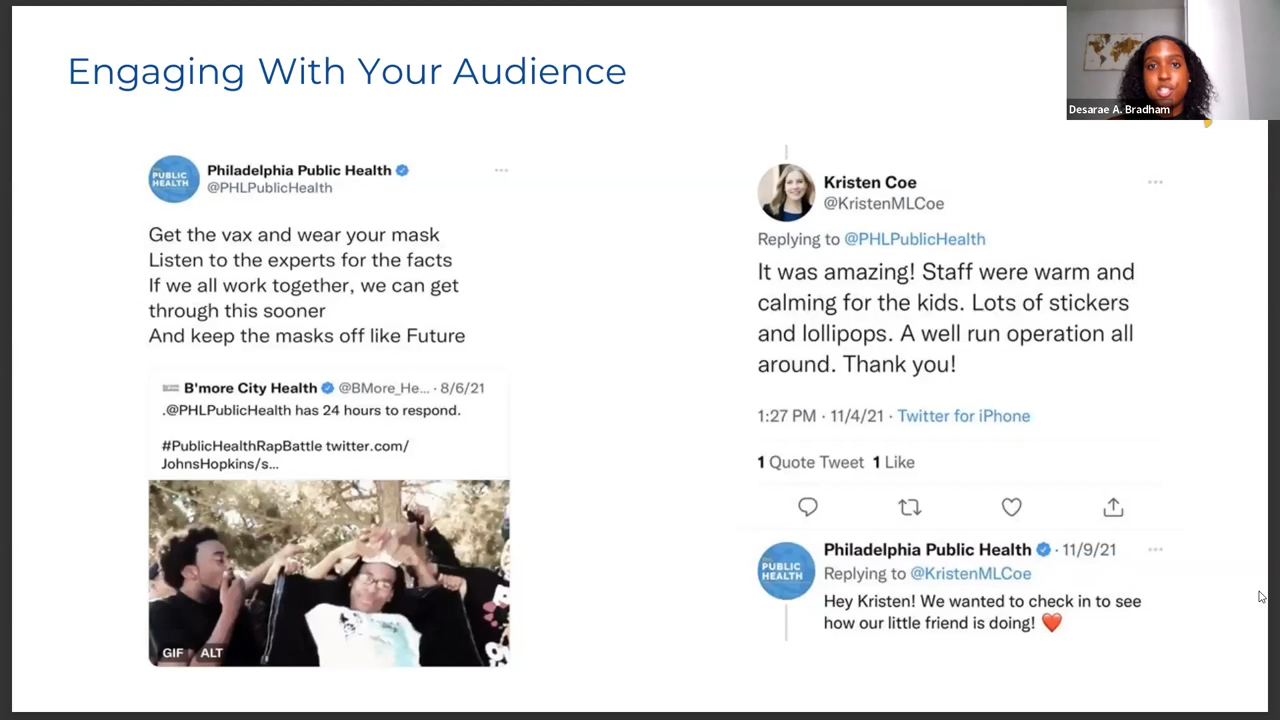 Engaging With Your Audience
Desarae A. Bradham
PUBLIC
HEALTH
Philadelphia Public Health
@PHLPublicHealth
Get the vax and wear your mask
Listen to the experts for the facts
If we all work together, we can get
through this sooner
And keep the masks off like Future
B'more City Health @BMore_He... · 8/6/21
.@PHLPublicHealth has 24 hours to respond.
#PublicHealthRapBattle twitter.com/
JohnsHopkins/s...
GIF ALT
Kristen Coe
@KristenMLCoe
Replying to @PHLPublicHealth
It was amazing! Staff were warm and
calming for the kids. Lots of stickers
and lollipops. A well run operation all
around. Thank you!
1:27 PM · 11/4/21 · Twitter for iPhone
1 Quote Tweet 1 Like
PUBLIC
HEALTH
Philadelphia Public Health · 11/9/21
Replying to @KristenMLCoe
Hey Kristen! We wanted to check in to see
how our little friend is doing! ❤️